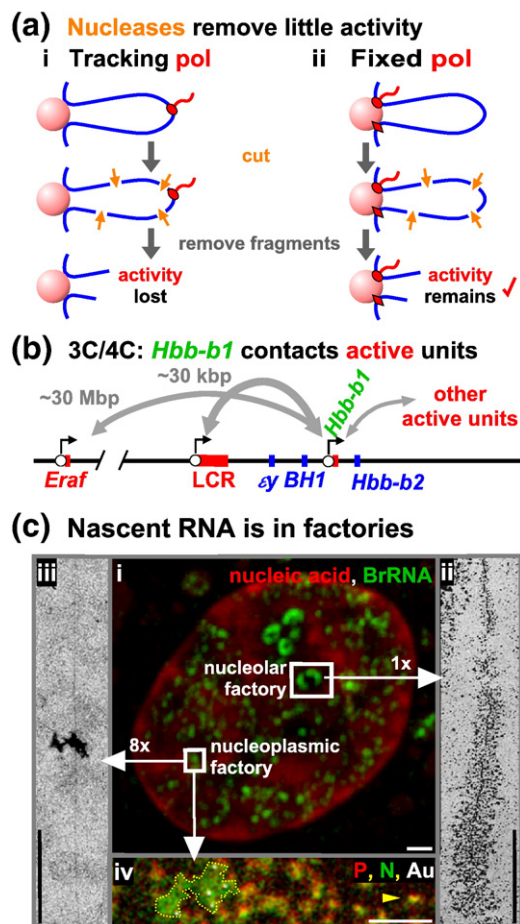 (a) Nucleases remove little activity
i Tracking pol
ii Fixed pol
cut
remove fragments
activity
lost
activity
remains
(b) 3C/4C: Hbb-b1 contacts active units
~30 Mbp
~30 kbp
Hbb-b1
other
active units
Eraf
LCR
εy BH1
Hbb-b2
(c) Nascent RNA is in factories
iii
i
nucleic acid, BrRNA
ii
nucleolar
factory
1x
8x
nucleoplasmic
factory
iv
P, N, Au